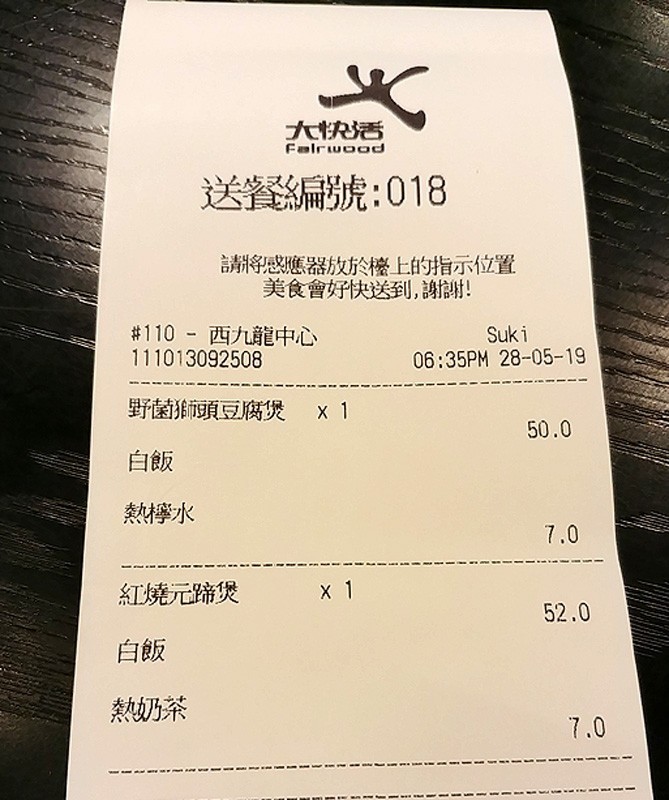 大快活
Fairwood
送餐編號:018
請將感應器放於檯上的指示位置
美食會好快送到,謝謝!
#110 - 西九龍中心 Suki
111013092508 06:35PM 28-05-19
野菌獅頭豆腐煲 x 1
50.0
白飯
熱檸水
7.0
紅燒元蹄煲 x 1
52.0
白飯
熱奶茶
7.0